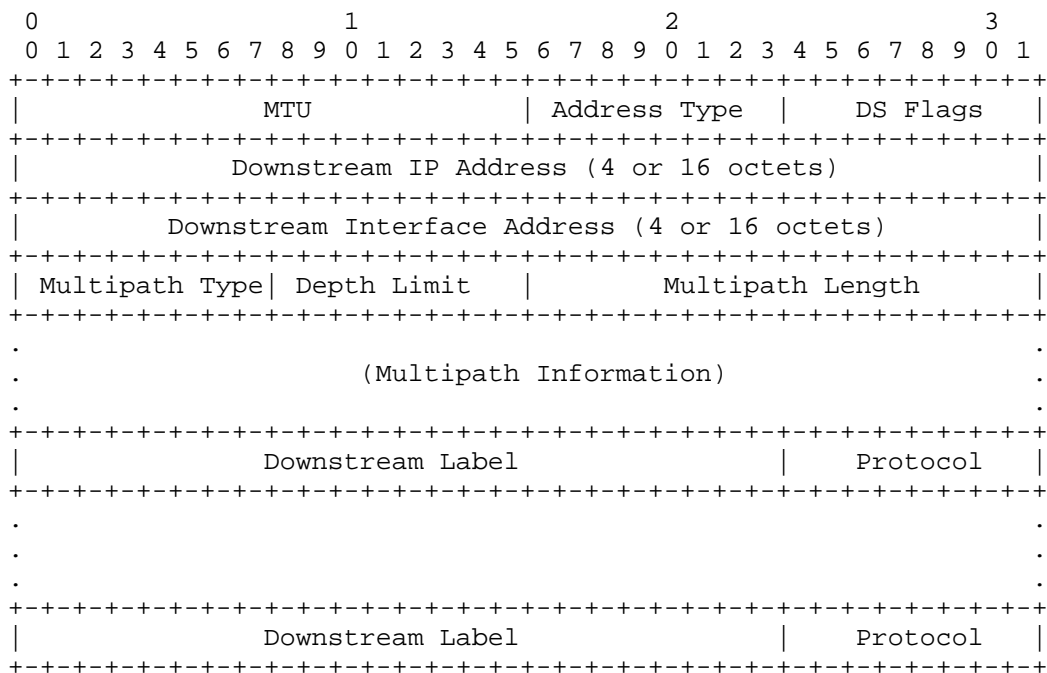 0                   1                   2                   3
 0 1 2 3 4 5 6 7 8 9 0 1 2 3 4 5 6 7 8 9 0 1 2 3 4 5 6 7 8 9 0 1
+-+-+-+-+-+-+-+-+-+-+-+-+-+-+-+-+-+-+-+-+-+-+-+-+-+-+-+-+-+-+-+-+
|               MTU             | Address Type  |    DS Flags   |
+-+-+-+-+-+-+-+-+-+-+-+-+-+-+-+-+-+-+-+-+-+-+-+-+-+-+-+-+-+-+-+-+
|             Downstream IP Address (4 or 16 octets)            |
+-+-+-+-+-+-+-+-+-+-+-+-+-+-+-+-+-+-+-+-+-+-+-+-+-+-+-+-+-+-+-+-+
|         Downstream Interface Address (4 or 16 octets)         |
+-+-+-+-+-+-+-+-+-+-+-+-+-+-+-+-+-+-+-+-+-+-+-+-+-+-+-+-+-+-+-+-+
| Multipath Type| Depth Limit   |        Multipath Length       |
+-+-+-+-+-+-+-+-+-+-+-+-+-+-+-+-+-+-+-+-+-+-+-+-+-+-+-+-+-+-+-+-+
.                                                               .
.                     (Multipath Information)                   .
.                                                               .
+-+-+-+-+-+-+-+-+-+-+-+-+-+-+-+-+-+-+-+-+-+-+-+-+-+-+-+-+-+-+-+-+
|               Downstream Label                |    Protocol   |
+-+-+-+-+-+-+-+-+-+-+-+-+-+-+-+-+-+-+-+-+-+-+-+-+-+-+-+-+-+-+-+-+
.                                                               .
.                                                               .
.                                                               .
+-+-+-+-+-+-+-+-+-+-+-+-+-+-+-+-+-+-+-+-+-+-+-+-+-+-+-+-+-+-+-+-+
|               Downstream Label                |    Protocol   |
+-+-+-+-+-+-+-+-+-+-+-+-+-+-+-+-+-+-+-+-+-+-+-+-+-+-+-+-+-+-+-+-+